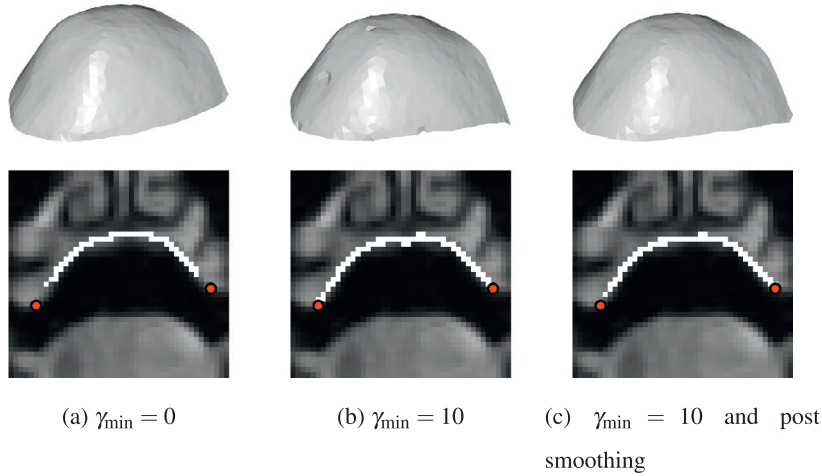 (a) γmin = 0
(b) γmin = 10
(c) γmin = 10 and post
smoothing